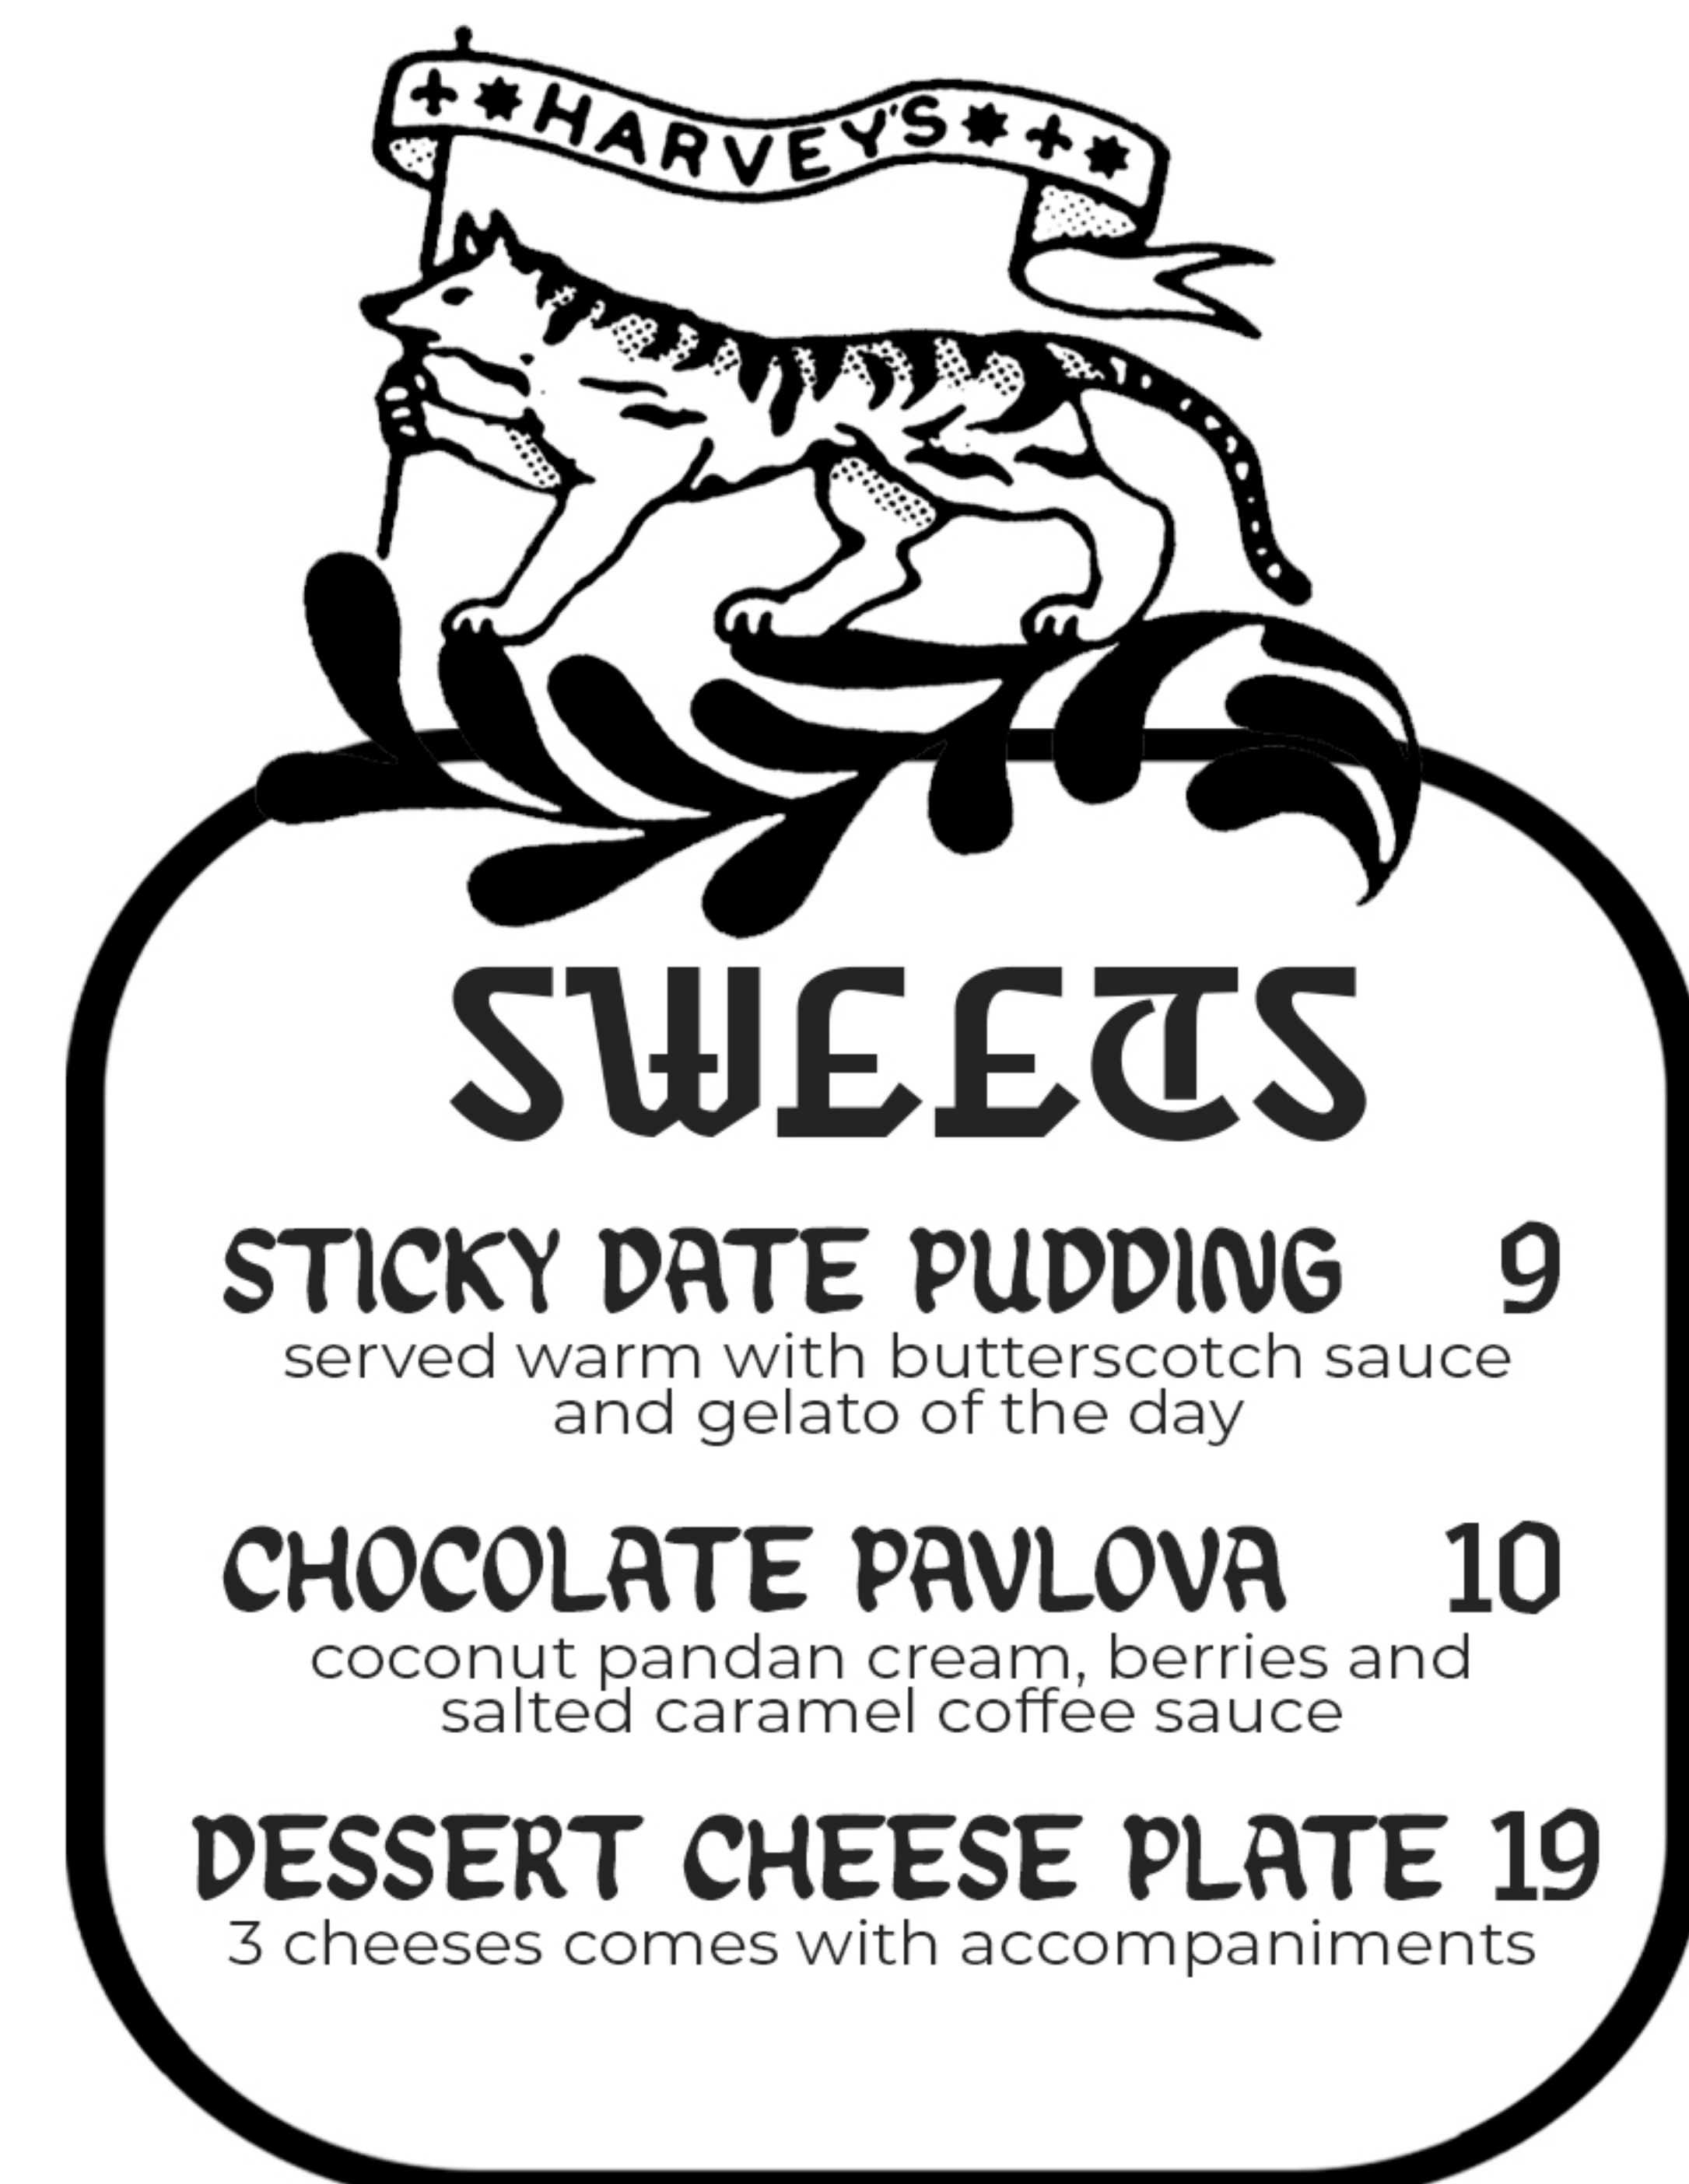 HARVEY'S
SWEETS
STICKY DATE PUDDING 9
served warm with butterscotch sauce
and gelato of the day
CHOCOLATE PAVLOVA 10
coconut pandan cream, berries and
salted caramel coffee sauce
DESSERT CHEESE PLATE 19
3 cheeses comes with accompaniments